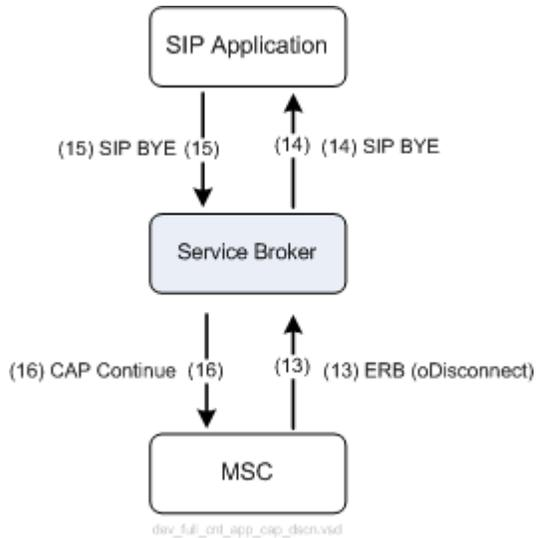 SIP Application
(15) SIP BYE (15)
(14) (14) SIP BYE
Service Broker
(16) CAP Continue (16)
(13) (13) ERB (oDisconnect)
MSC
dev_full_cnt_app_cap_dscn.vsd